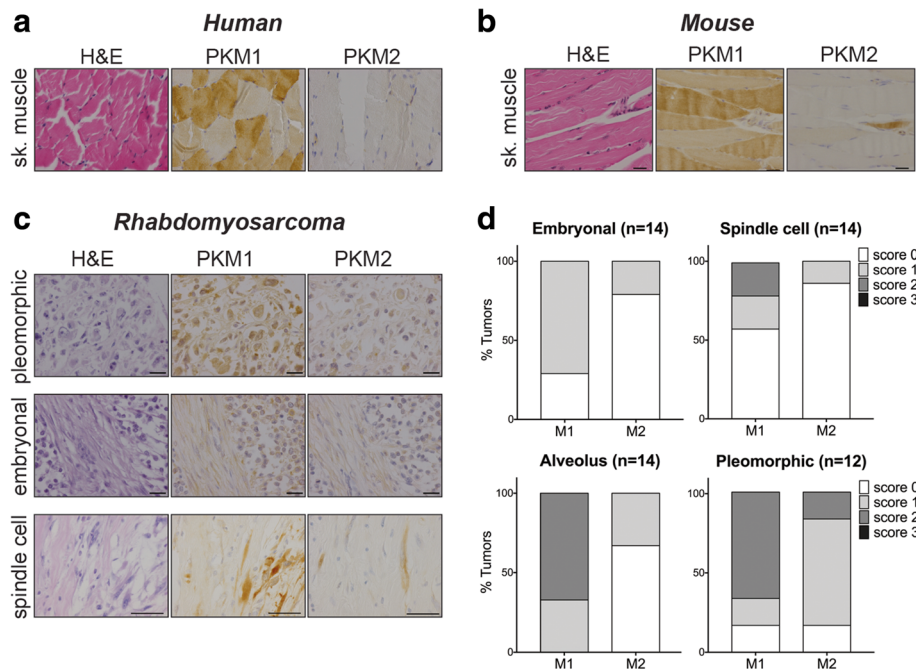 a Human
H&E PKM1 PKM2
sk. muscle
b Mouse
H&E PKM1 PKM2
sk. muscle
c Rhabdomyosarcoma
H&E PKM1 PKM2
pleomorphic
embryonal
spindle cell
d
Embryonal (n=14)
100
50
0
% Tumors
M1 M2
Spindle cell (n=14)
100
50
0
M1 M2
score 0
score 1
score 2
score 3
Alveolus (n=14)
100
50
0
% Tumors
M1 M2
Pleomorphic (n=12)
100
50
0
M1 M2
score 0
score 1
score 2
score 3